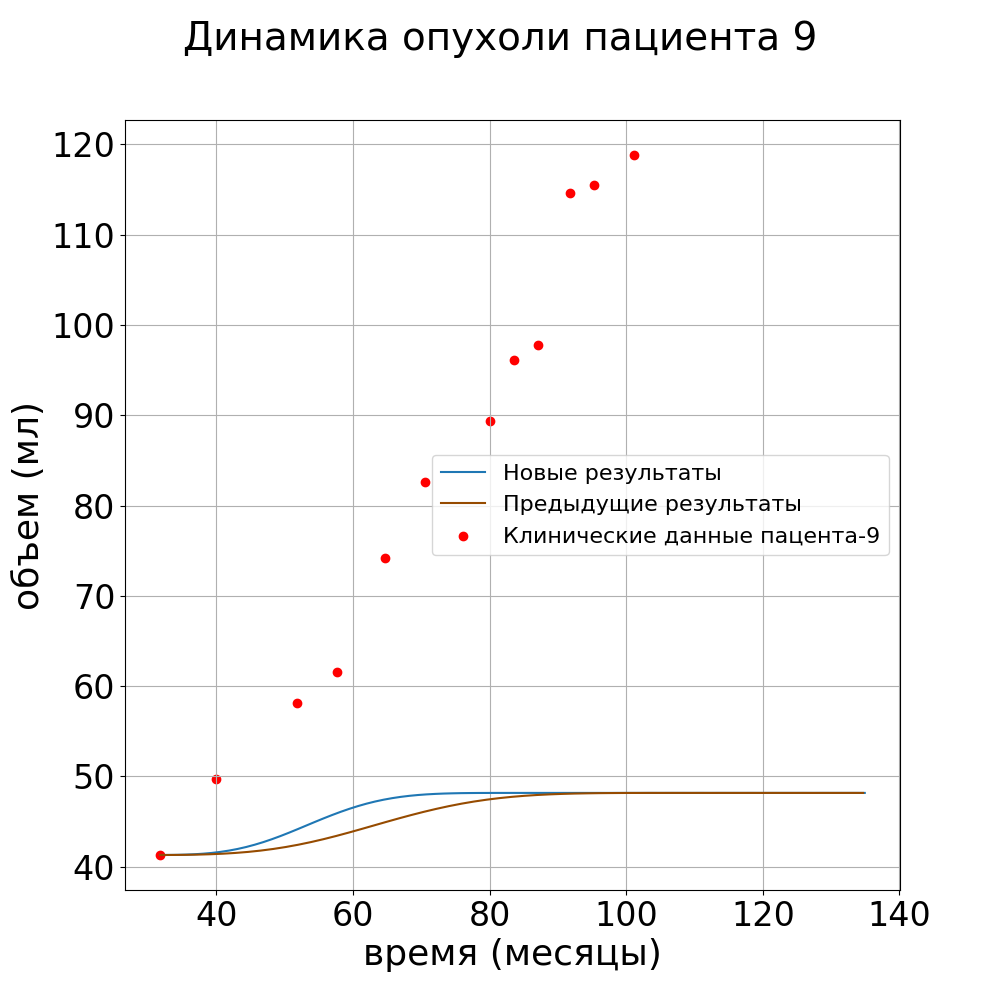 Динамика опухоли пациента 9
120
110
100
90
80
70
60
50
40
объем (мл)
Новые результаты
Предыдущие результаты
Клинические данные пацента-9
40 60 80 100 120 140
время (месяцы)